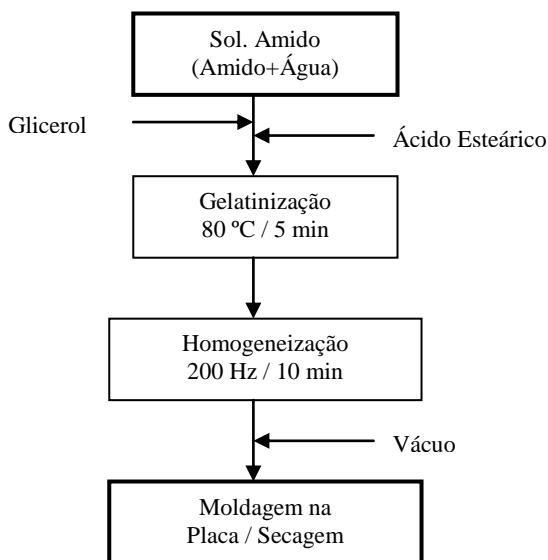 Sol. Amido
(Amido+Água)
Glicerol
Ácido Esteárico
Gelatinização
80 ºC / 5 min
Homogeneização
200 Hz / 10 min
Vácuo
Moldagem na
Placa / Secagem